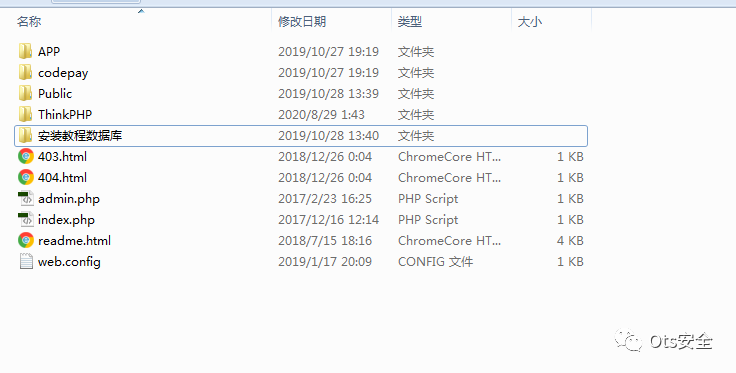 名称 修改日期 类型 大小
APP 2019/10/27 19:19 文件夹
codepay 2019/10/27 19:19 文件夹
Public 2019/10/28 13:39 文件夹
ThinkPHP 2020/8/29 1:43 文件夹
安装教程数据库 2019/10/28 13:40 文件夹
403.html 2018/12/26 0:04 ChromeCore HT... 1 KB
404.html 2018/12/26 0:04 ChromeCore HT... 1 KB
admin.php 2017/2/23 16:25 PHP Script 1 KB
index.php 2017/12/16 12:14 PHP Script 1 KB
readme.html 2018/7/15 18:16 ChromeCore HT... 4 KB
web.config 2019/1/17 20:09 CONFIG 文件 1 KB
Ots安全